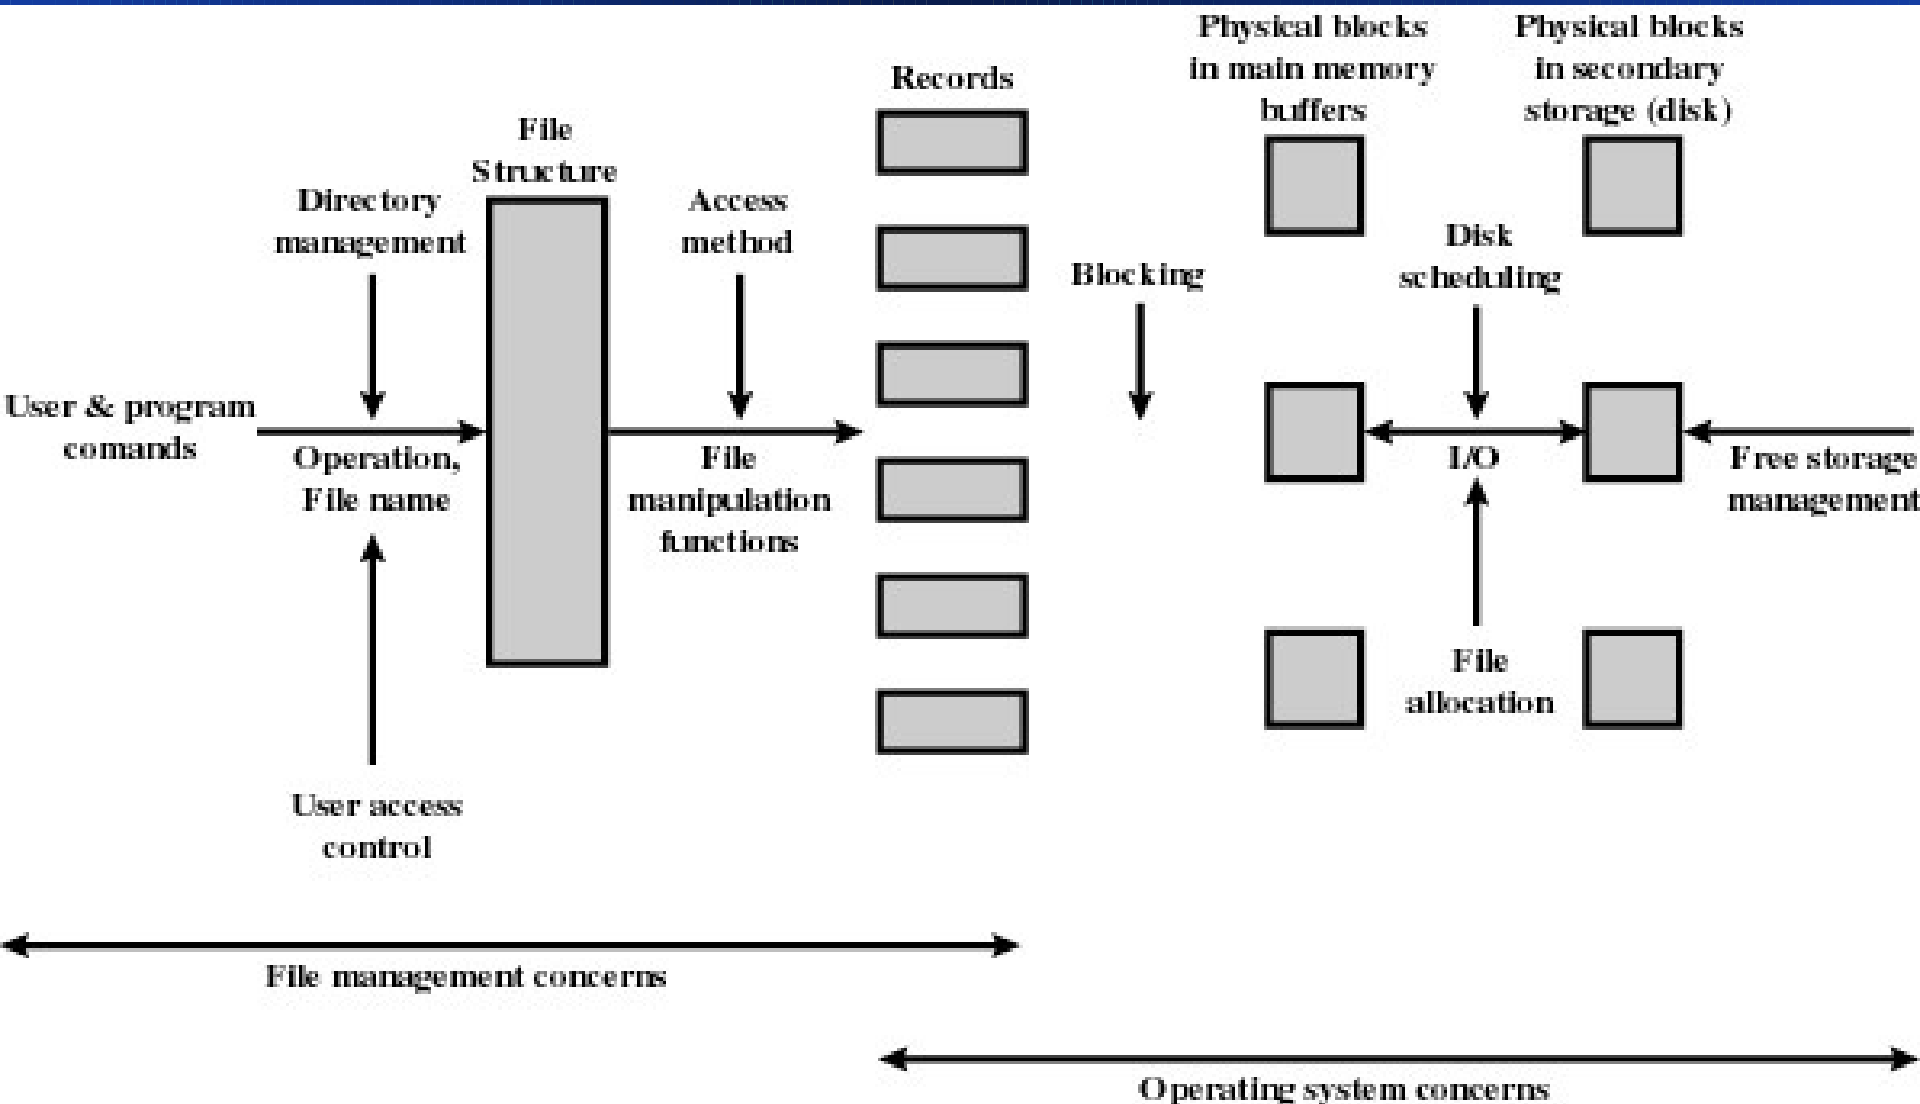 Physical blocks
in main memory
buffers
Physical blocks
in secondary
storage (disk)
Records
File
Structure
Directory
management
Access
method
Blocking
Disk
scheduling
User & program
comands
Operation,
File name
File
manipulation
functions
I/O
Free storage
management
File
allocation
User access
control
File management concerns
Operating system concerns